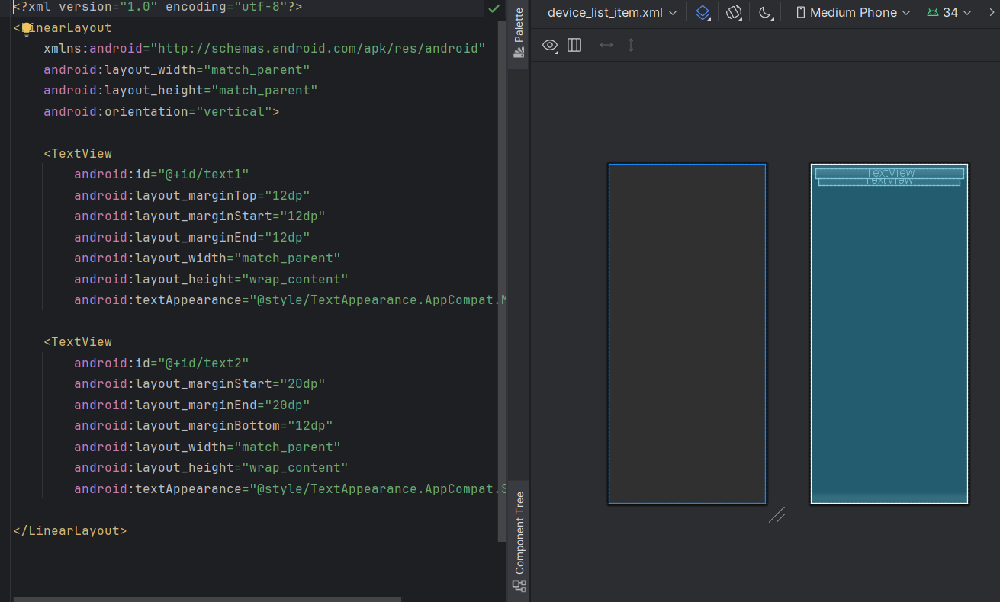 <?xml version="1.0" encoding="utf-8"?>
<LinearLayout
xmlns:android="http://schemas.android.com/apk/res/android"
android:layout_width="match_parent"
android:layout_height="match_parent"
android:orientation="vertical">
<TextView
android:id="@+id/text1"
android:layout_marginTop="12dp"
android:layout_marginStart="12dp"
android:layout_marginEnd="12dp"
android:layout_width="match_parent"
android:layout_height="wrap_content"
android:textAppearance="@style/TextAppearance.AppCompat.M
<TextView
android:id="@+id/text2"
android:layout_marginStart="20dp"
android:layout_marginEnd="20dp"
android:layout_marginBottom="12dp"
android:layout_width="match_parent"
android:layout_height="wrap_content"
android:textAppearance="@style/TextAppearance.AppCompat.S
</LinearLayout>
Palette
Component Tree
device_list_item.xml
Medium Phone
34
TextView
TextView